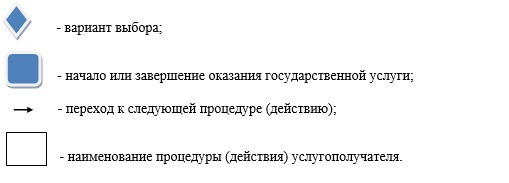 - вариант выбора;
- начало или завершение оказания государственной услуги;
- переход к следующей процедуре (действию);
- наименование процедуры (действия) услугополучателя.